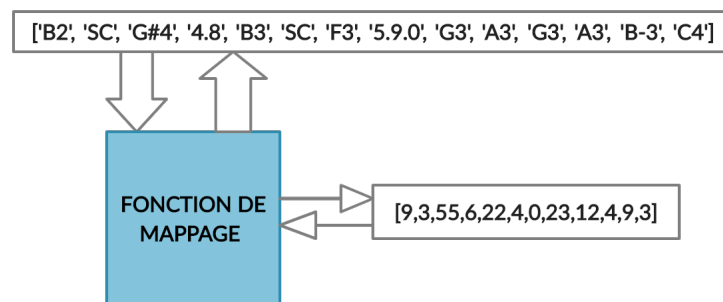 ['B2', 'SC', 'G#4', '4.8', 'B3', 'SC', 'F3', '5.9.0', 'G3', 'A3', 'G3', 'A3', 'B-3', 'C4']
FONCTION DE
MAPPAGE
[9,3,55,6,22,4,0,23,12,4,9,3]